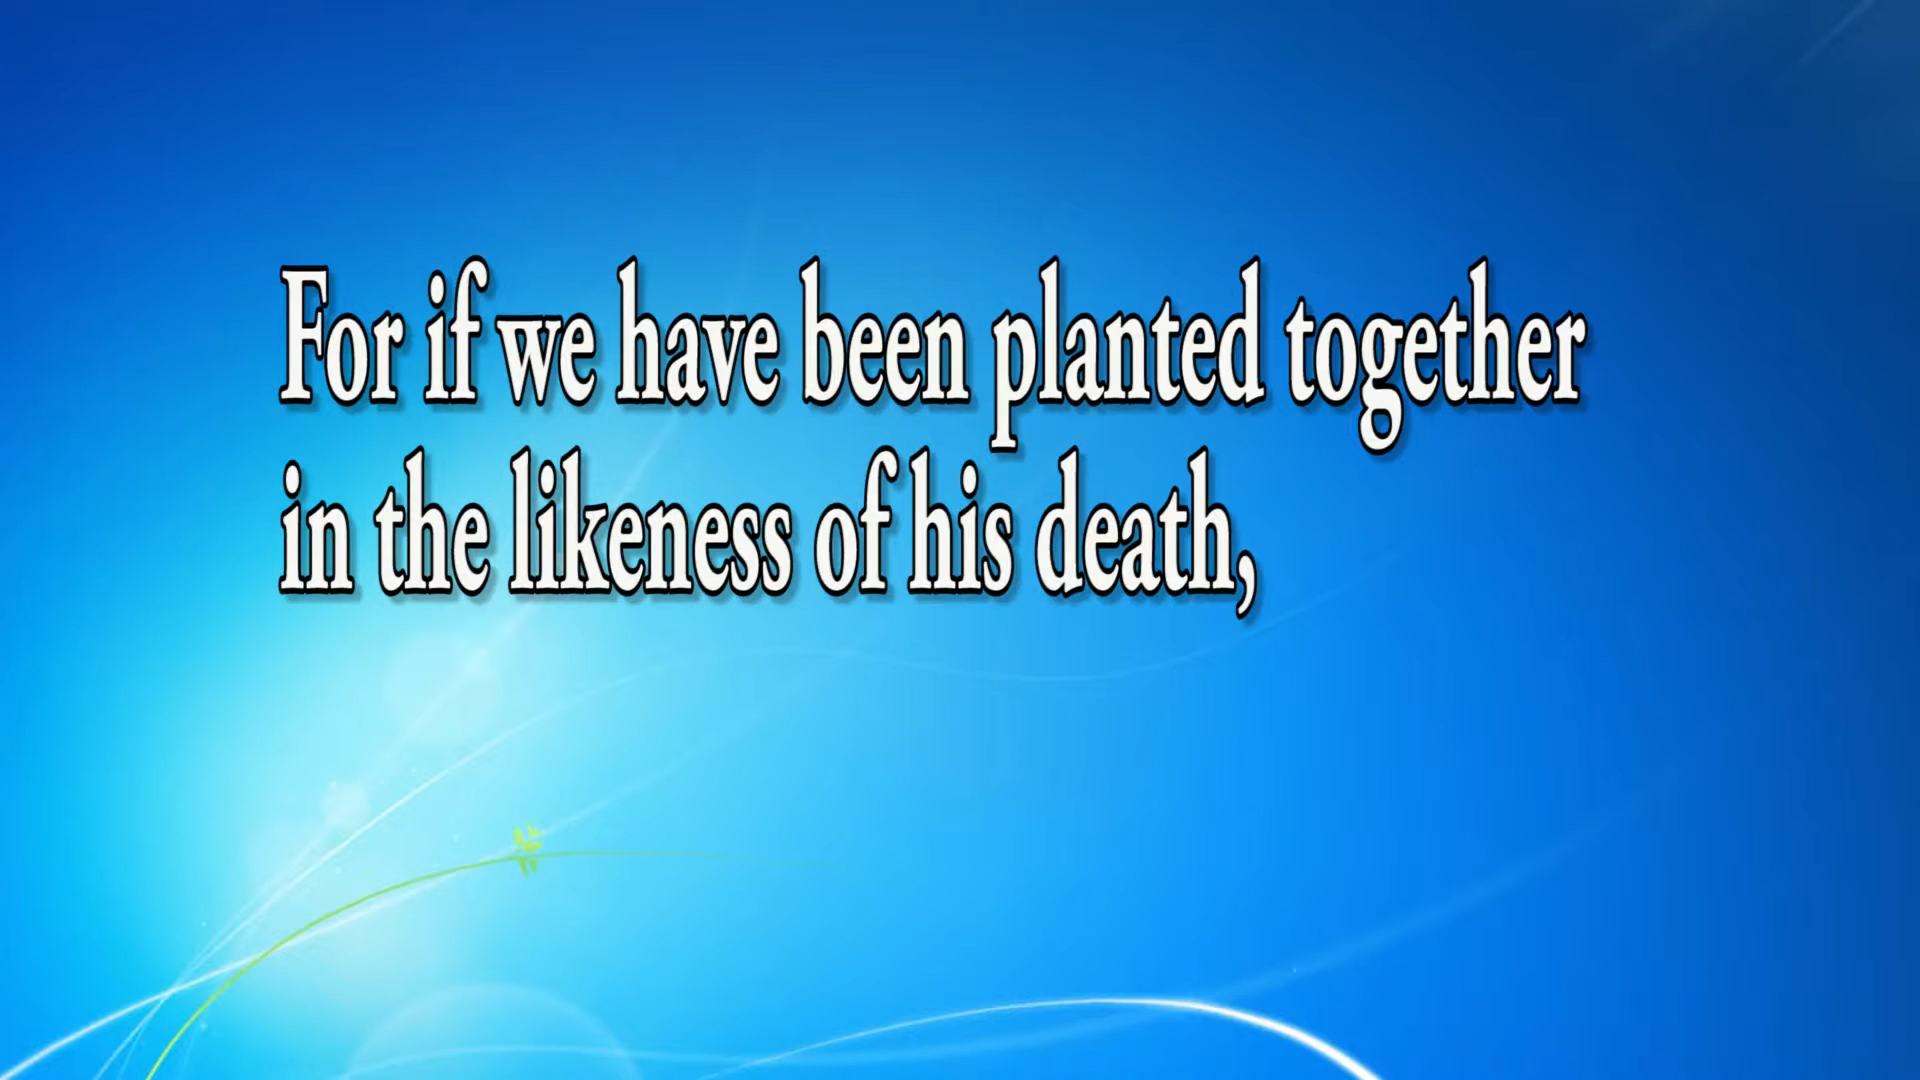 For if we have been planted together
in the likeness of his death,